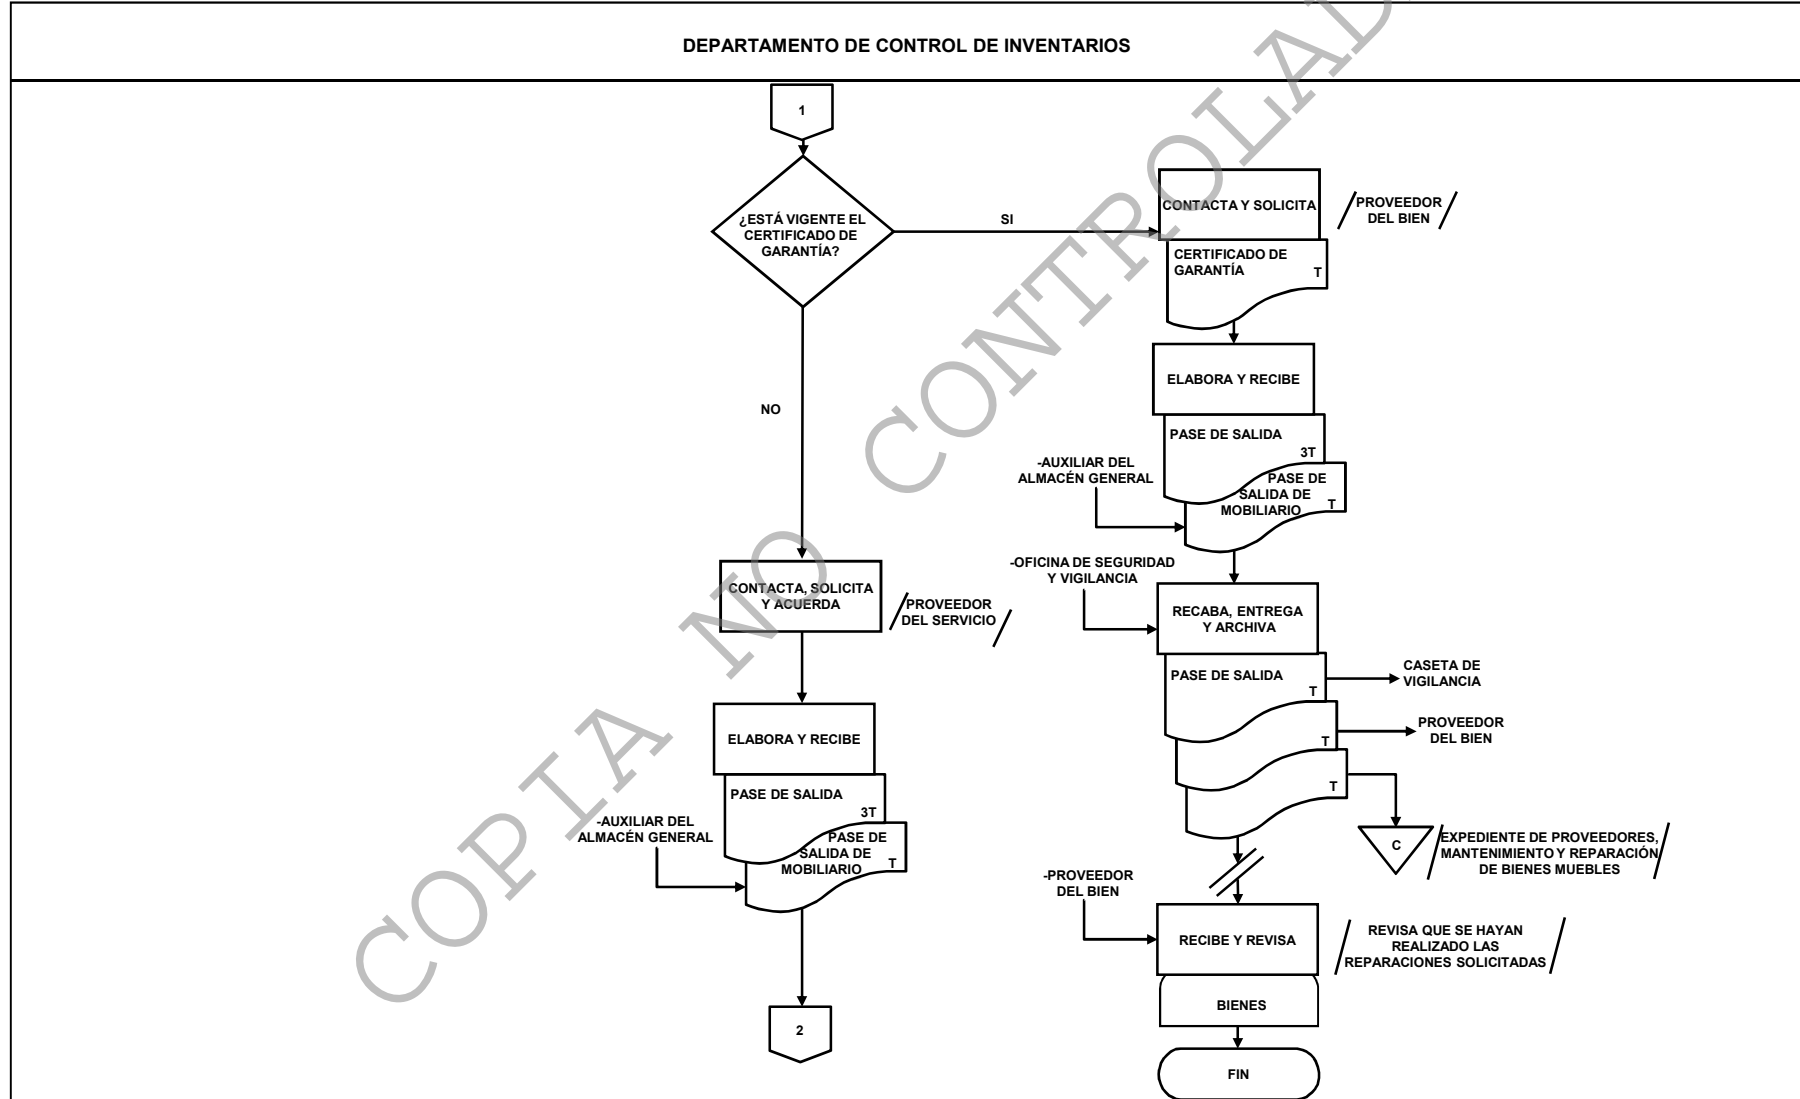 DEPARTAMENTO DE CONTROL DE INVENTARIOS
1
¿ESTÁ VIGENTE EL
CERTIFICADO DE
GARANTÍA?
SI
CONTACTA Y SOLICITA
PROVEEDOR
DEL BIEN
CERTIFICADO DE
GARANTÍA
T
ELABORA Y RECIBE
PASE DE SALIDA
3T
-AUXILIAR DEL
ALMACÉN GENERAL
PASE DE
SALIDA DE
MOBILIARIO
T
-OFICINA DE SEGURIDAD
Y VIGILANCIA
RECABA, ENTREGA
Y ARCHIVA
PASE DE SALIDA
T
CASETA DE
VIGILANCIA
T
PROVEEDOR
DEL BIEN
T
C
EXPEDIENTE DE PROVEEDORES,
MANTENIMIENTO Y REPARACIÓN
DE BIENES MUEBLES
-PROVEEDOR
DEL BIEN
RECIBE Y REVISA
REVISA QUE SE HAYAN
REALIZADO LAS
REPARACIONES SOLICITADAS
BIENES
FIN
NO
CONTACTA, SOLICITA
Y ACUERDA
PROVEEDOR
DEL SERVICIO
ELABORA Y RECIBE
PASE DE SALIDA
3T
-AUXILIAR DEL
ALMACÉN GENERAL
PASE DE
SALIDA DE
MOBILIARIO
T
2
COPIA NO CONTROLAD